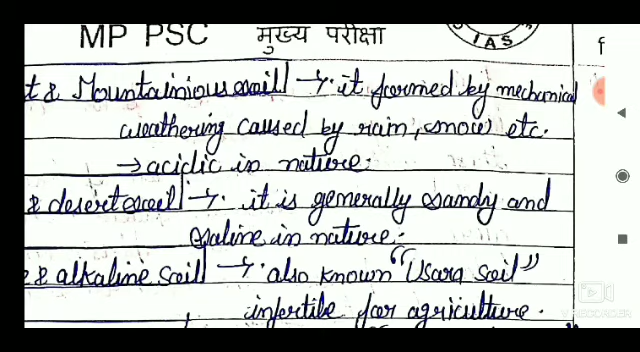 MP PSC मुख्य परीक्षा
IAS
f
t & Mountainious soil → it formed by mechanical
weathering caused by rain, snow etc.
→ acidic in nature.
& desert soil → it is generally sandy and
saline in nature.
& alkaline soil → also known "Usara soil"
infertile for agriculture.